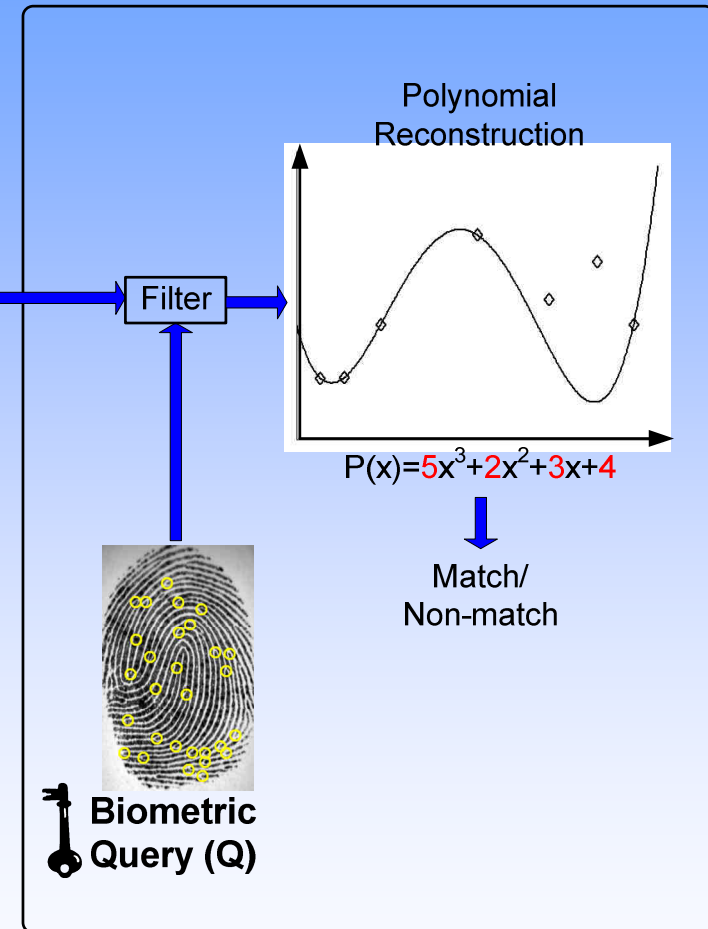 Polynomial
Reconstruction
Filter
P(x)=5x³+2x²+3x+4
Match/
Non-match
Biometric
Query (Q)